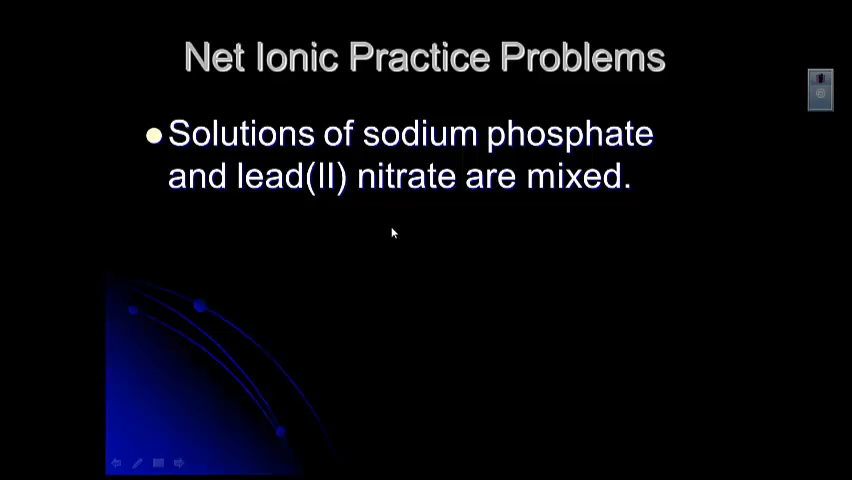 Net Ionic Practice Problems
Solutions of sodium phosphate
and lead(II) nitrate are mixed.